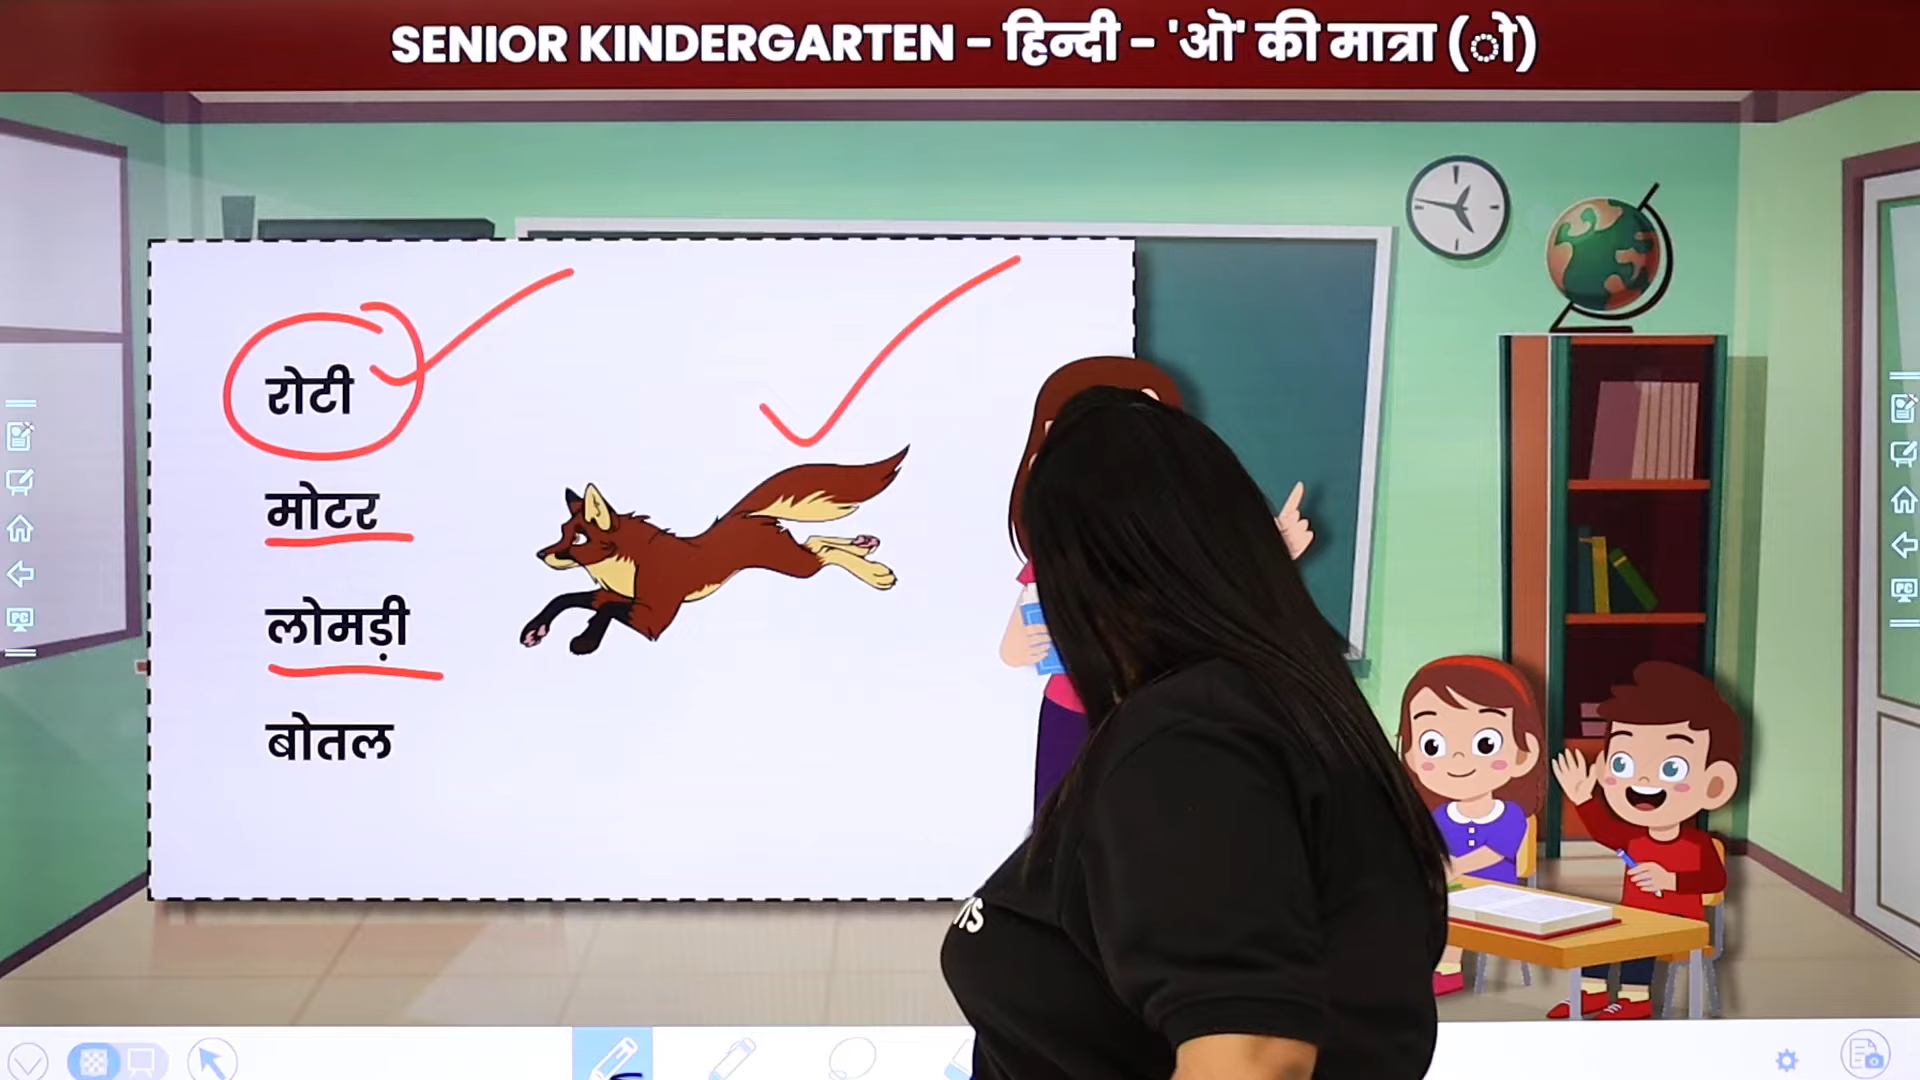 SENIOR KINDERGARTEN - हिन्दी - 'ओ' की मात्रा (ो)
रोटी
मोटर
लोमड़ी
बोतल